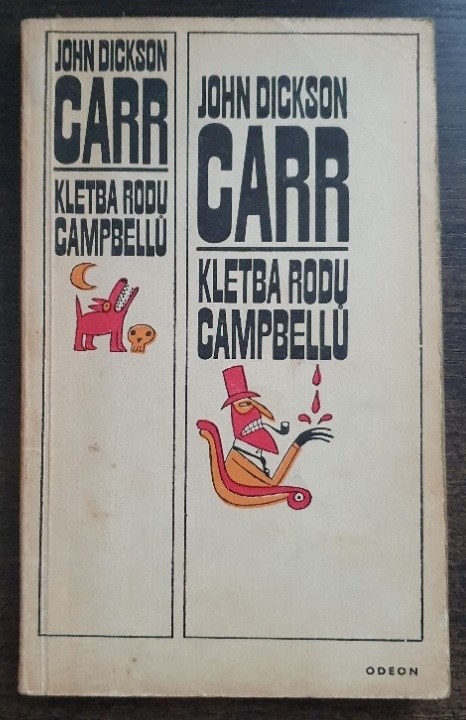 JOHN DICKSON
CARR
KLETBA RODU
CAMPBELLŮ
JOHN DICKSON
CARR
KLETBA RODU
CAMPBELLŮ
ODEON